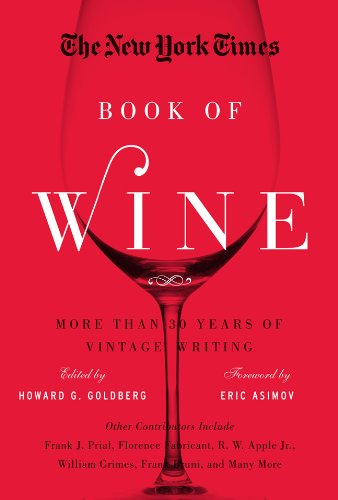 The New York Times
BOOK OF
WINE
MORE THAN 30 YEARS OF
VINTAGE WRITING
Edited by
HOWARD G. GOLDBERG
Foreword by
ERIC ASIMOV
Other Contributors Include
Frank J. Prial, Florence Fabricant, R. W. Apple Jr.,
William Grimes, Frank Bruni, and Many More